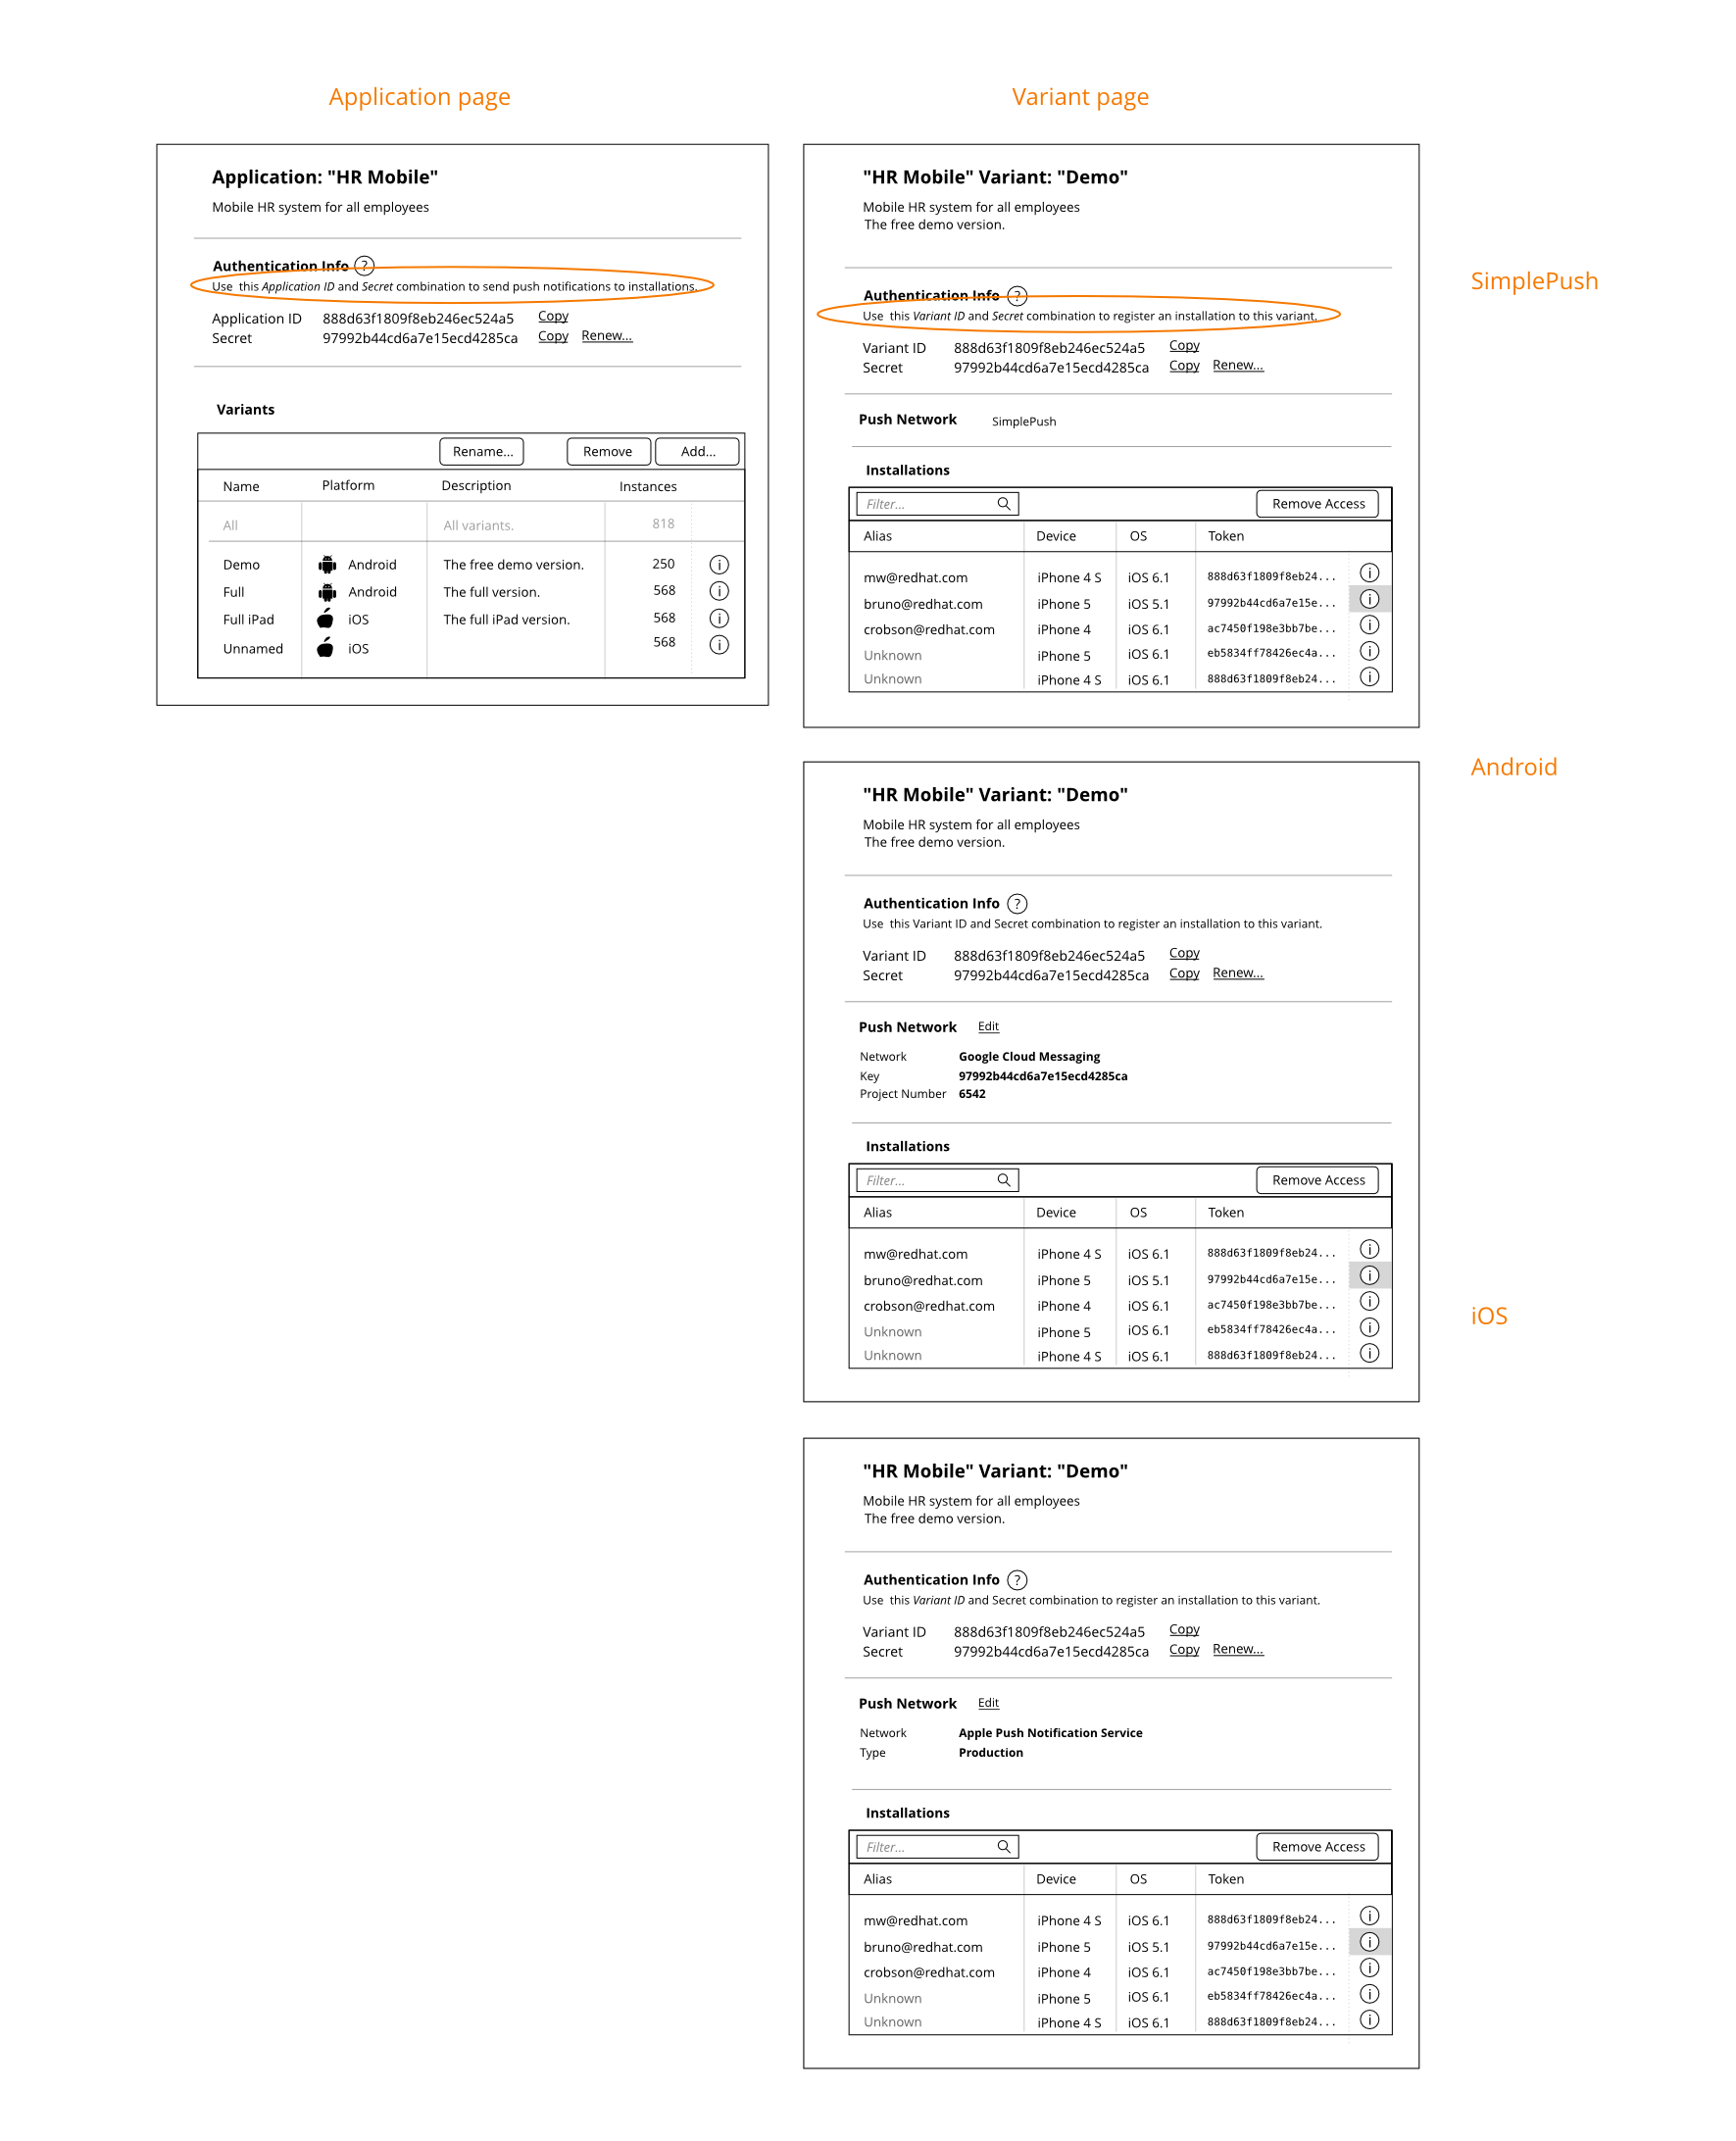 Application page
Variant page
Application: "HR Mobile"
Mobile HR system for all employees
Authentication Info ?
Use this Application ID and Secret combination to send push notifications to installations.
Application ID 888d63f1809f8eb246ec524a5 Copy
Secret 97992b44cd6a7e15ecd4285ca Copy Renew...
Variants
Rename... Remove Add...
Name Platform Description Instances
All All variants. 818
Demo Android The free demo version. 250 i
Full Android The full version. 568 i
Full iPad iOS The full iPad version. 568 i
Unnamed iOS 568 i
"HR Mobile" Variant: "Demo"
Mobile HR system for all employees
The free demo version.
SimplePush
Authentication Info ?
Use this Variant ID and Secret combination to register an installation to this variant.
Variant ID 888d63f1809f8eb246ec524a5 Copy
Secret 97992b44cd6a7e15ecd4285ca Copy Renew...
Push Network SimplePush
Installations
Filter... Remove Access
Alias Device OS Token
mw@redhat.com iPhone 4 S iOS 6.1 888d63f1809f8eb24... i
bruno@redhat.com iPhone 5 iOS 5.1 97992b44cd6a7e15e... i
crobson@redhat.com iPhone 4 iOS 6.1 ac7450f198e3bb7be... i
Unknown iPhone 5 iOS 6.1 eb5834ff78426ec4a... i
Unknown iPhone 4 S iOS 6.1 888d63f1809f8eb24... i
Android
"HR Mobile" Variant: "Demo"
Mobile HR system for all employees
The free demo version.
Authentication Info ?
Use this Variant ID and Secret combination to register an installation to this variant.
Variant ID 888d63f1809f8eb246ec524a5 Copy
Secret 97992b44cd6a7e15ecd4285ca Copy Renew...
Push Network Edit
Network Google Cloud Messaging
Key 97992b44cd6a7e15ecd4285ca
Project Number 6542
Installations
Filter... Remove Access
Alias Device OS Token
mw@redhat.com iPhone 4 S iOS 6.1 888d63f1809f8eb24... i
bruno@redhat.com iPhone 5 iOS 5.1 97992b44cd6a7e15e... i
crobson@redhat.com iPhone 4 iOS 6.1 ac7450f198e3bb7be... i
Unknown iPhone 5 iOS 6.1 eb5834ff78426ec4a... i
Unknown iPhone 4 S iOS 6.1 888d63f1809f8eb24... i
iOS
"HR Mobile" Variant: "Demo"
Mobile HR system for all employees
The free demo version.
Authentication Info ?
Use this Variant ID and Secret combination to register an installation to this variant.
Variant ID 888d63f1809f8eb246ec524a5 Copy
Secret 97992b44cd6a7e15ecd4285ca Copy Renew...
Push Network Edit
Network Apple Push Notification Service
Type Production
Installations
Filter... Remove Access
Alias Device OS Token
mw@redhat.com iPhone 4 S iOS 6.1 888d63f1809f8eb24... i
bruno@redhat.com iPhone 5 iOS 5.1 97992b44cd6a7e15e... i
crobson@redhat.com iPhone 4 iOS 6.1 ac7450f198e3bb7be... i
Unknown iPhone 5 iOS 6.1 eb5834ff78426ec4a... i
Unknown iPhone 4 S iOS 6.1 888d63f1809f8eb24... i